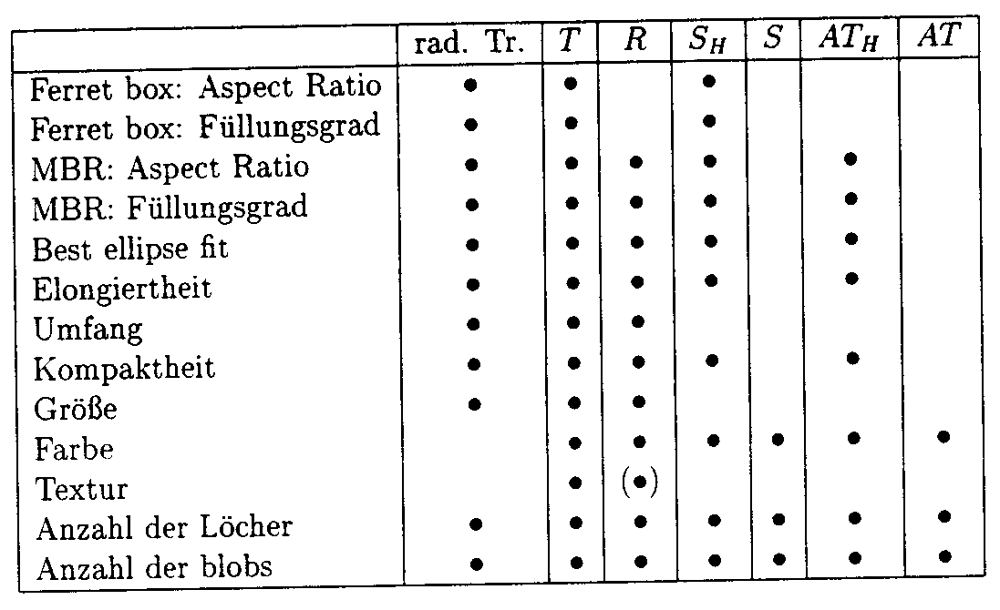 rad. Tr. T R S_H S AT_H AT
Ferret box: Aspect Ratio • • •
Ferret box: Füllungsgrad • • •
MBR: Aspect Ratio • • • • •
MBR: Füllungsgrad • • • • •
Best ellipse fit • • • • •
Elongiertheit • • • • •
Umfang • • •
Kompaktheit • • • • •
Größe • • •
Farbe • • • • • •
Textur • (•)
Anzahl der Löcher • • • • • • •
Anzahl der blobs • • • • • • •